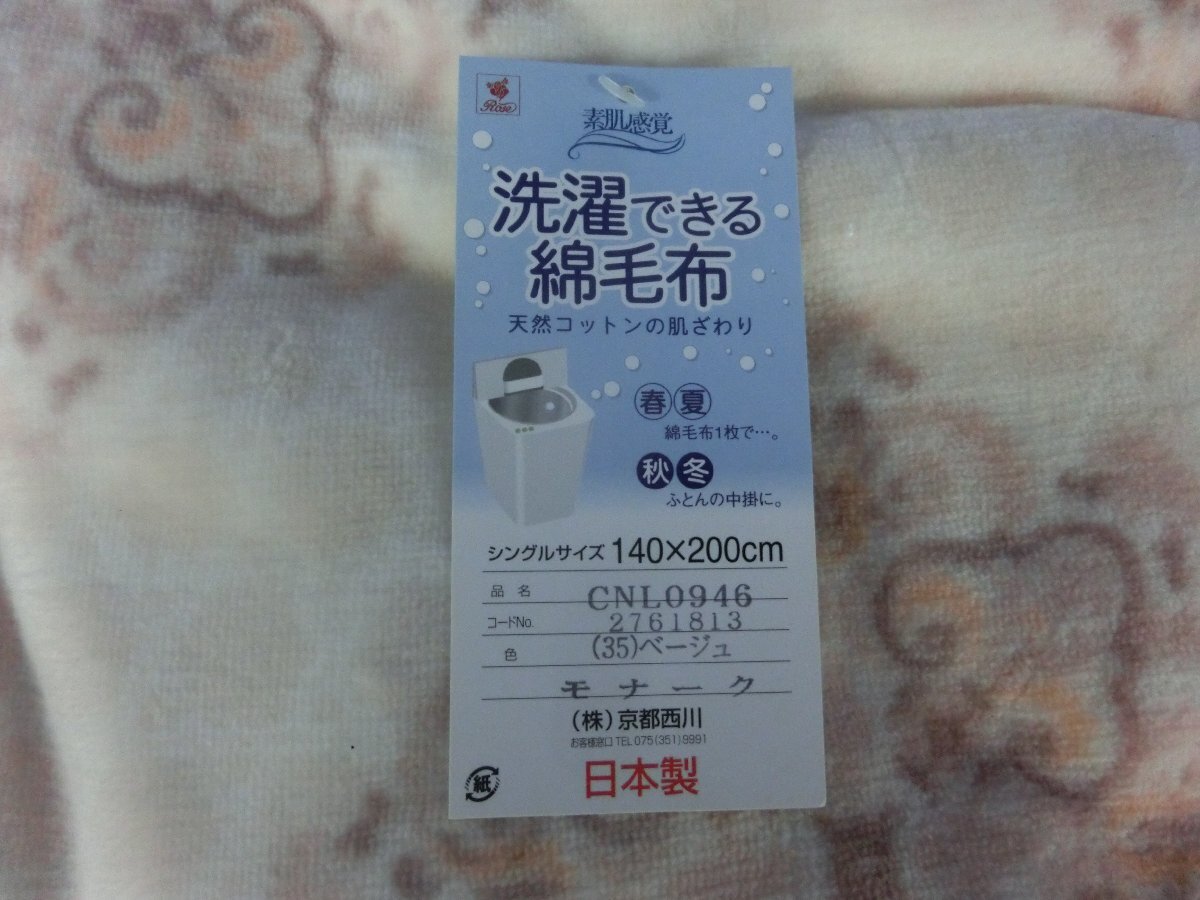 Rose
素肌感覚
洗濯できる
綿毛布
天然コットンの肌ざわり
春夏
綿毛布1枚で…。
秋冬
ふとんの中掛に。
シングルサイズ 140×200cm
品名 CNL0946
コードNo. 2761813
色 (35)ベージュ
モナーク
(株)京都西川
お客様窓口 TEL 075(351)9991
紙
日本製